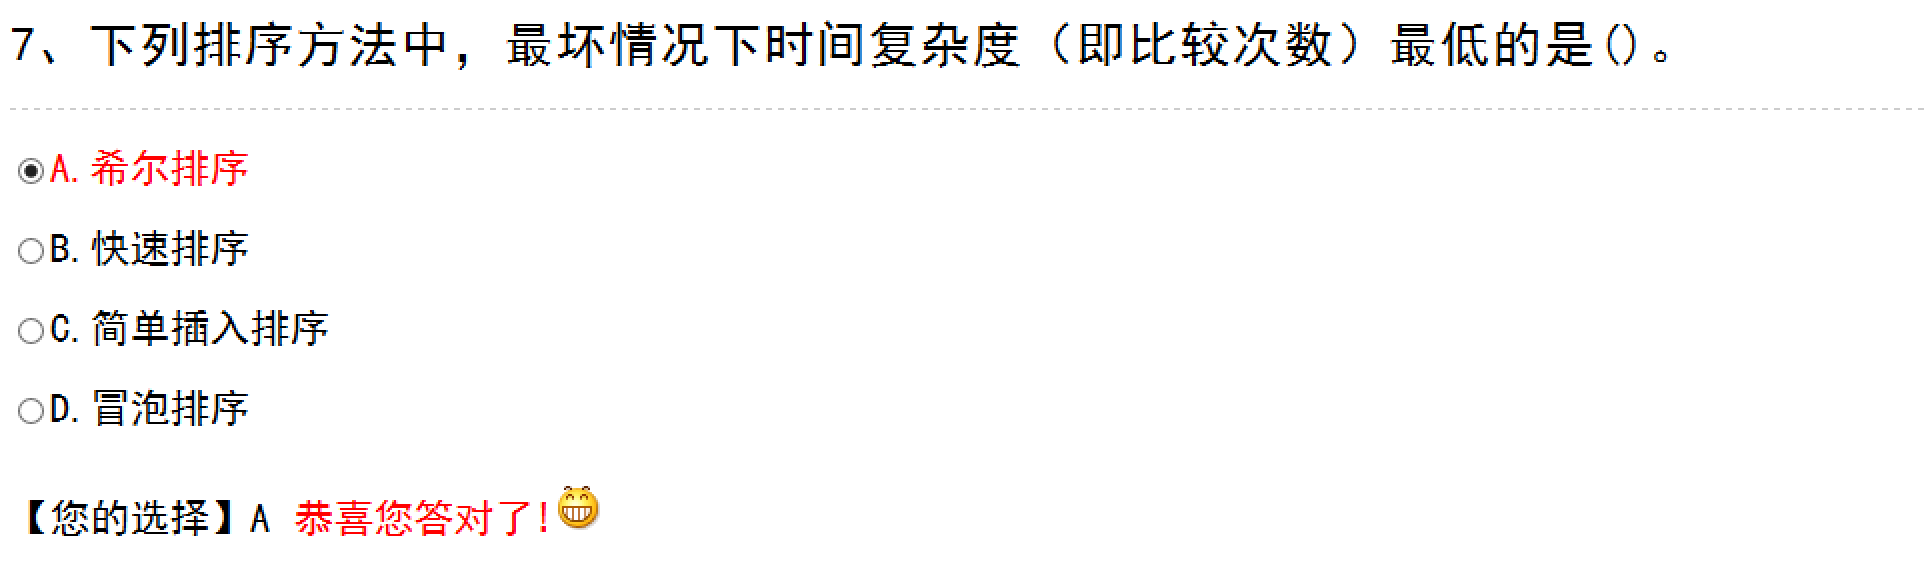 7、下列排序方法中，最坏情况下时间复杂度（即比较次数）最低的是()。
A.希尔排序
B.快速排序
C.简单插入排序
D.冒泡排序
【您的选择】A 恭喜您答对了!